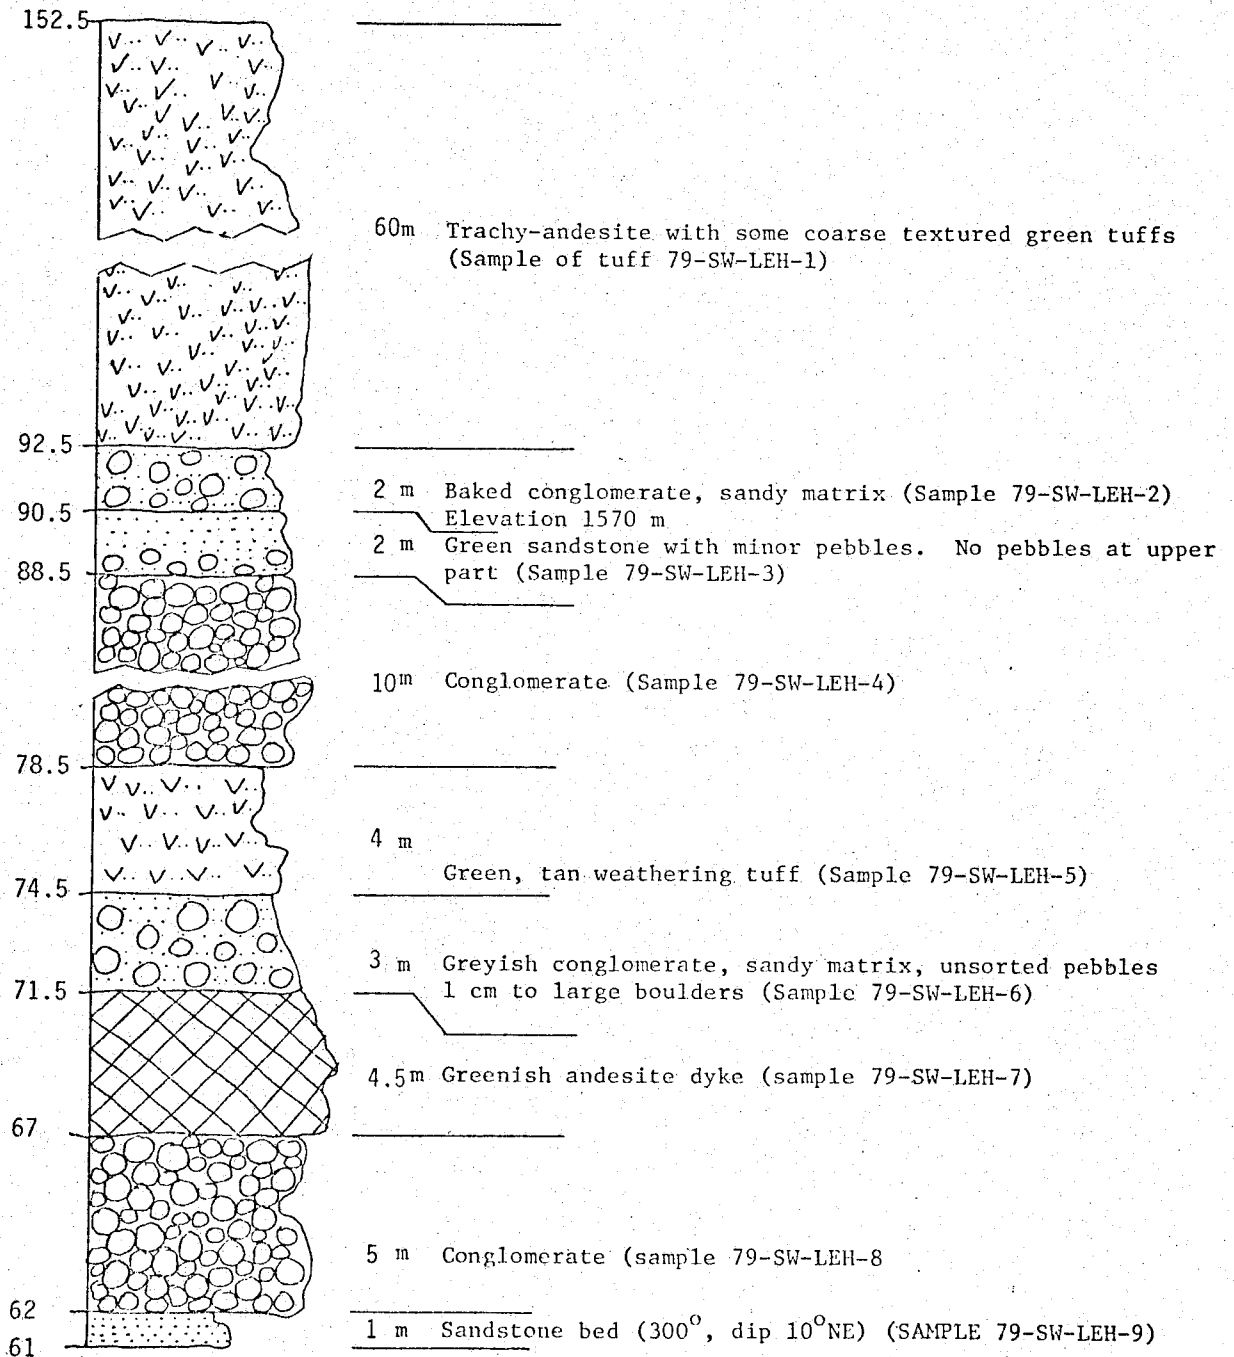 152.5
60m Trachy-andesite with some coarse textured green tuffs
(Sample of tuff 79-SW-LEH-1)
92.5
2 m Baked conglomerate, sandy matrix (Sample 79-SW-LEH-2)
90.5
Elevation 1570 m
2 m Green sandstone with minor pebbles. No pebbles at upper
88.5
part (Sample 79-SW-LEH-3)
10m Conglomerate (Sample 79-SW-LEH-4)
78.5
4 m
74.5
Green, tan weathering tuff (Sample 79-SW-LEH-5)
3 m Greyish conglomerate, sandy matrix, unsorted pebbles
71.5
1 cm to large boulders (Sample 79-SW-LEH-6)
4.5m Greenish andesite dyke (sample 79-SW-LEH-7)
67
5 m Conglomerate (sample 79-SW-LEH-8
62
1 m Sandstone bed (300°, dip 10°NE) (SAMPLE 79-SW-LEH-9)
61